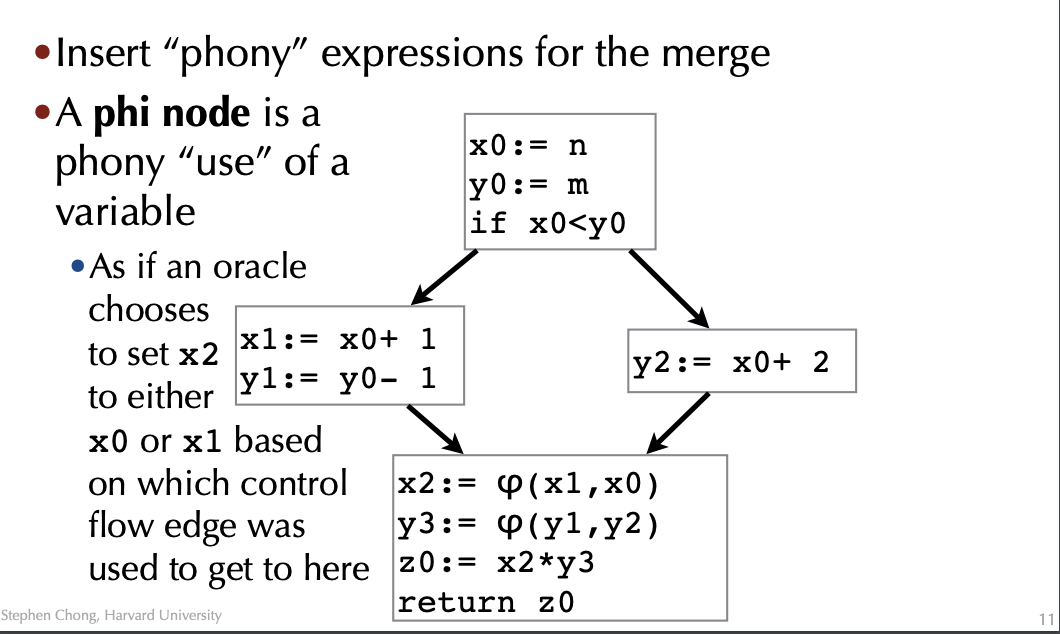 •Insert “phony” expressions for the merge
•A phi node is a
phony “use” of a
variable
•As if an oracle
chooses
to set x2
to either
x0 or x1 based
on which control
flow edge was
used to get to here
x0:= n
y0:= m
if x0<y0
x1:= x0+ 1
y1:= y0- 1
y2:= x0+ 2
x2:= φ(x1,x0)
y3:= φ(y1,y2)
z0:= x2*y3
return z0
Stephen Chong, Harvard University
11